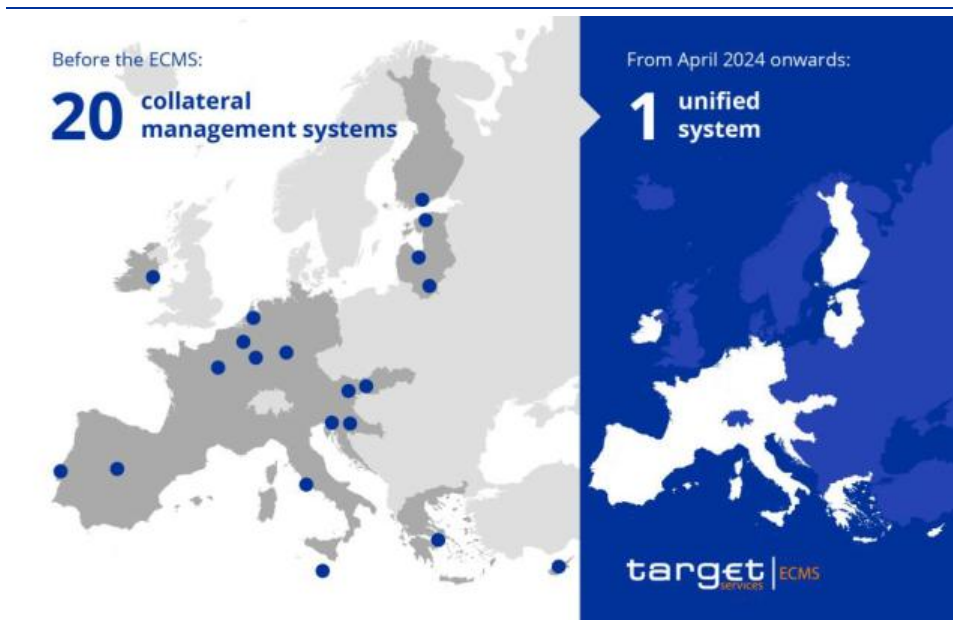 Before the ECMS:
20 collateral
management systems
From April 2024 onwards:
1 unified
system
target | ECMS
services